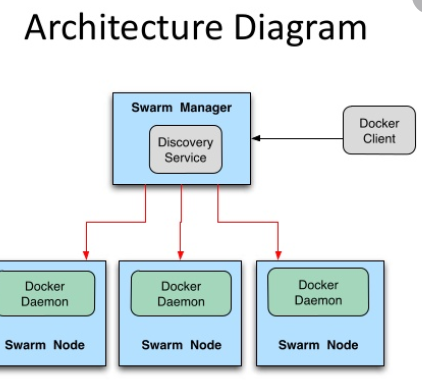 Architecture Diagram
Swarm Manager
Discovery
Service
Docker
Client
Docker
Daemon
Swarm Node
Docker
Daemon
Swarm Node
Docker
Daemon
Swarm Node